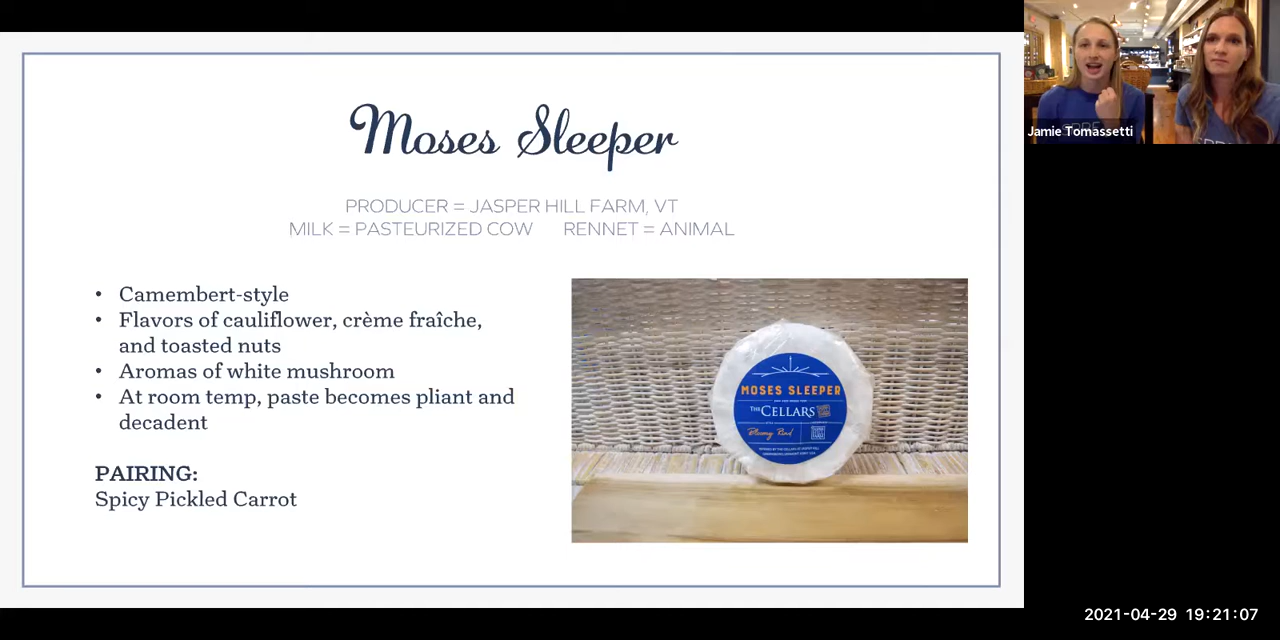 Moses Sleeper
PRODUCER = JASPER HILL FARM, VT
MILK = PASTEURIZED COW RENNET = ANIMAL
• Camembert-style
• Flavors of cauliflower, crème fraîche,
and toasted nuts
• Aromas of white mushroom
• At room temp, paste becomes pliant and
decadent
PAIRING:
Spicy Pickled Carrot
MOSES SLEEPER
THE CELLARS
Bloomy Rind
Jamie Tomassetti
2021-04-29 19:21:07